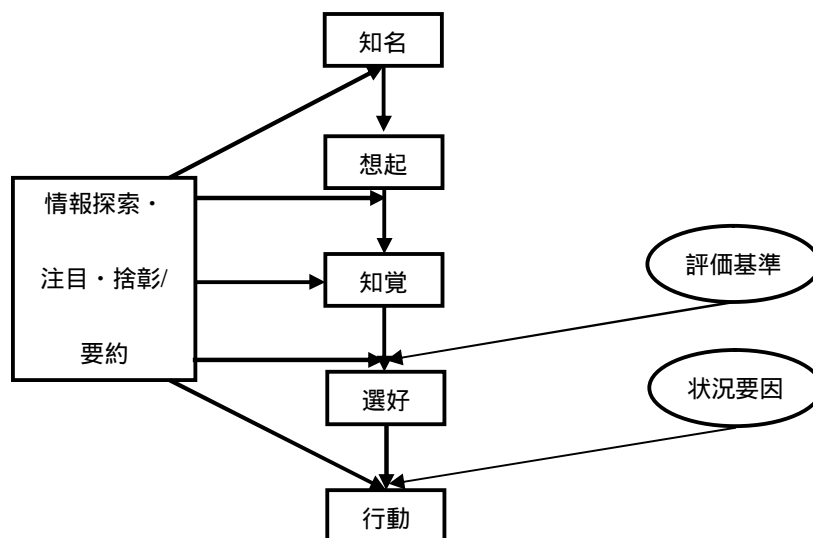 知名
想起
情報探索・
注目・捨彰/
要約
知覚
評価基準
選好
状況要因
行動